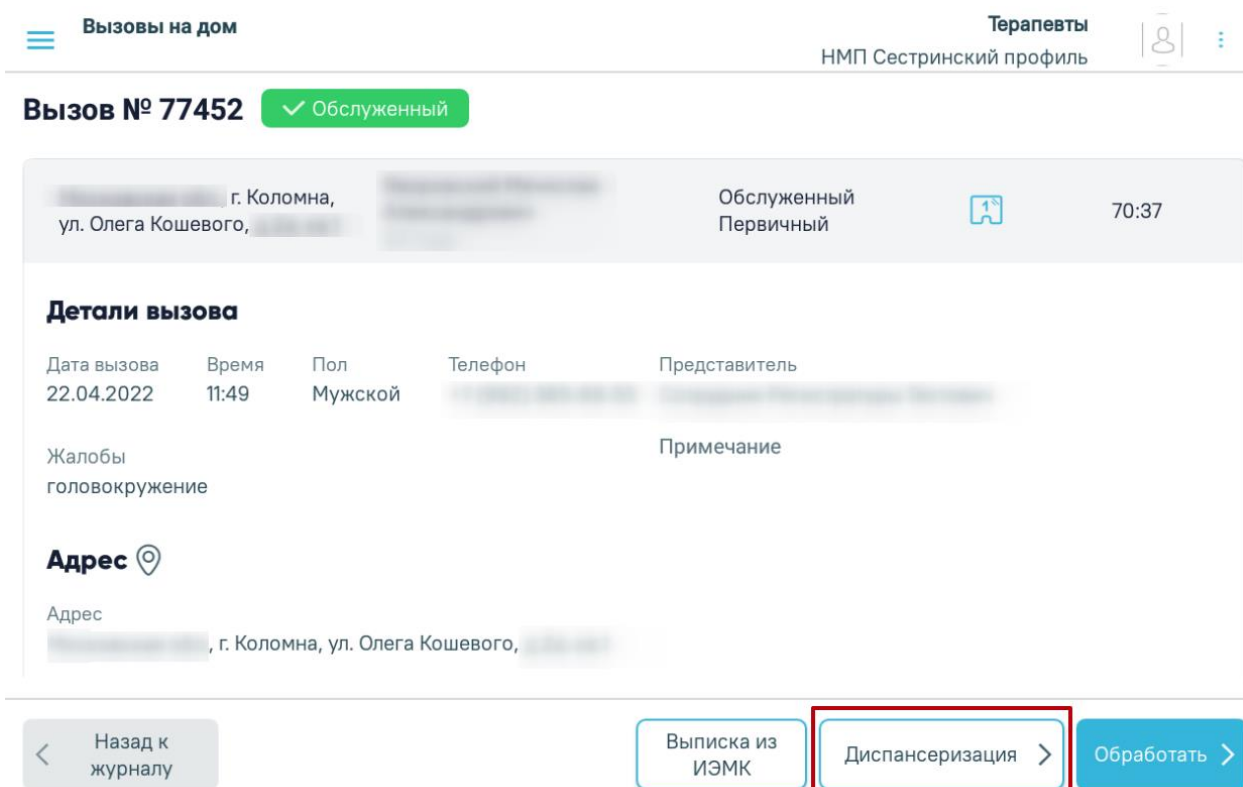 Вызовы на дом
Терапевты
НМП Сестринский профиль
Вызов № 77452
Обслуженный
, г. Коломна,
ул. Олега Кошевого,
Обслуженный
Первичный
1
70:37
Детали вызова
Дата вызова Время Пол Телефон Представитель
22.04.2022 11:49 Мужской
Жалобы
Примечание
головокружение
Адрес
Адрес
, г. Коломна, ул. Олега Кошевого,
Назад к
журналу
Выписка из
ИЭМК
Диспансеризация
Обработать